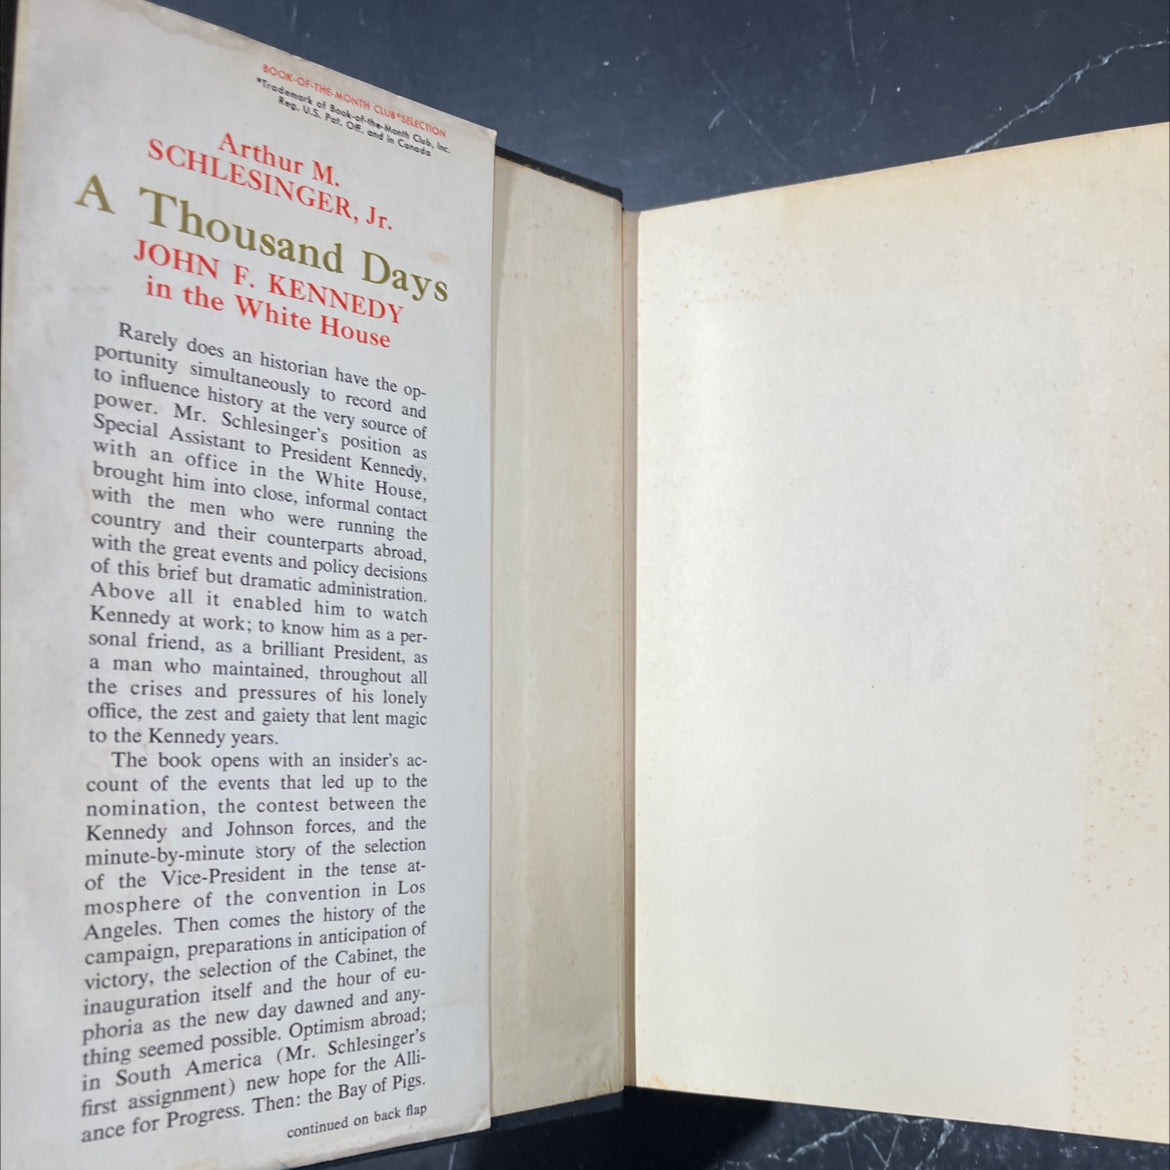 BOOK-OF-THE-MONTH CLUB*SELECTION
*Trademark of Book-of-the-Month Club, Inc.
Reg. U.S. Pat. Off. and in Canada
Arthur M.
SCHLESINGER, Jr.
A Thousand Days
JOHN F. KENNEDY
in the White House
Rarely does an historian have the op-
portunity simultaneously to record and
to influence history at the very source of
power. Mr. Schlesinger's position as
Special Assistant to President Kennedy,
with an office in the White House,
brought him into close, informal contact
with the men who were running the
country and their counterparts abroad,
with the great events and policy decisions
of this brief but dramatic administration.
Above all it enabled him to watch
Kennedy at work; to know him as a per-
sonal friend, as a brilliant President, as
a man who maintained, throughout all
the crises and pressures of his lonely
office, the zest and gaiety that lent magic
to the Kennedy years.
The book opens with an insider's ac-
count of the events that led up to the
nomination, the contest between the
Kennedy and Johnson forces, and the
minute-by-minute story of the selection
of the Vice-President in the tense at-
mosphere of the convention in Los
Angeles. Then comes the history of the
campaign, preparations in anticipation of
victory, the selection of the Cabinet, the
inauguration itself and the hour of eu-
phoria as the new day dawned and any-
thing seemed possible. Optimism abroad;
in South America (Mr. Schlesinger's
first assignment) new hope for the Alli-
ance for Progress. Then: the Bay of Pigs.
continued on back flap